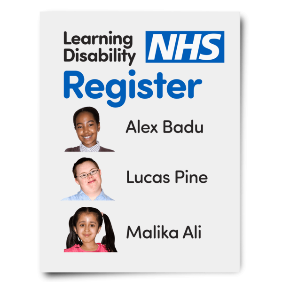 Learning
Disability
NHS
Register
Alex Badu
Lucas Pine
Malika Ali